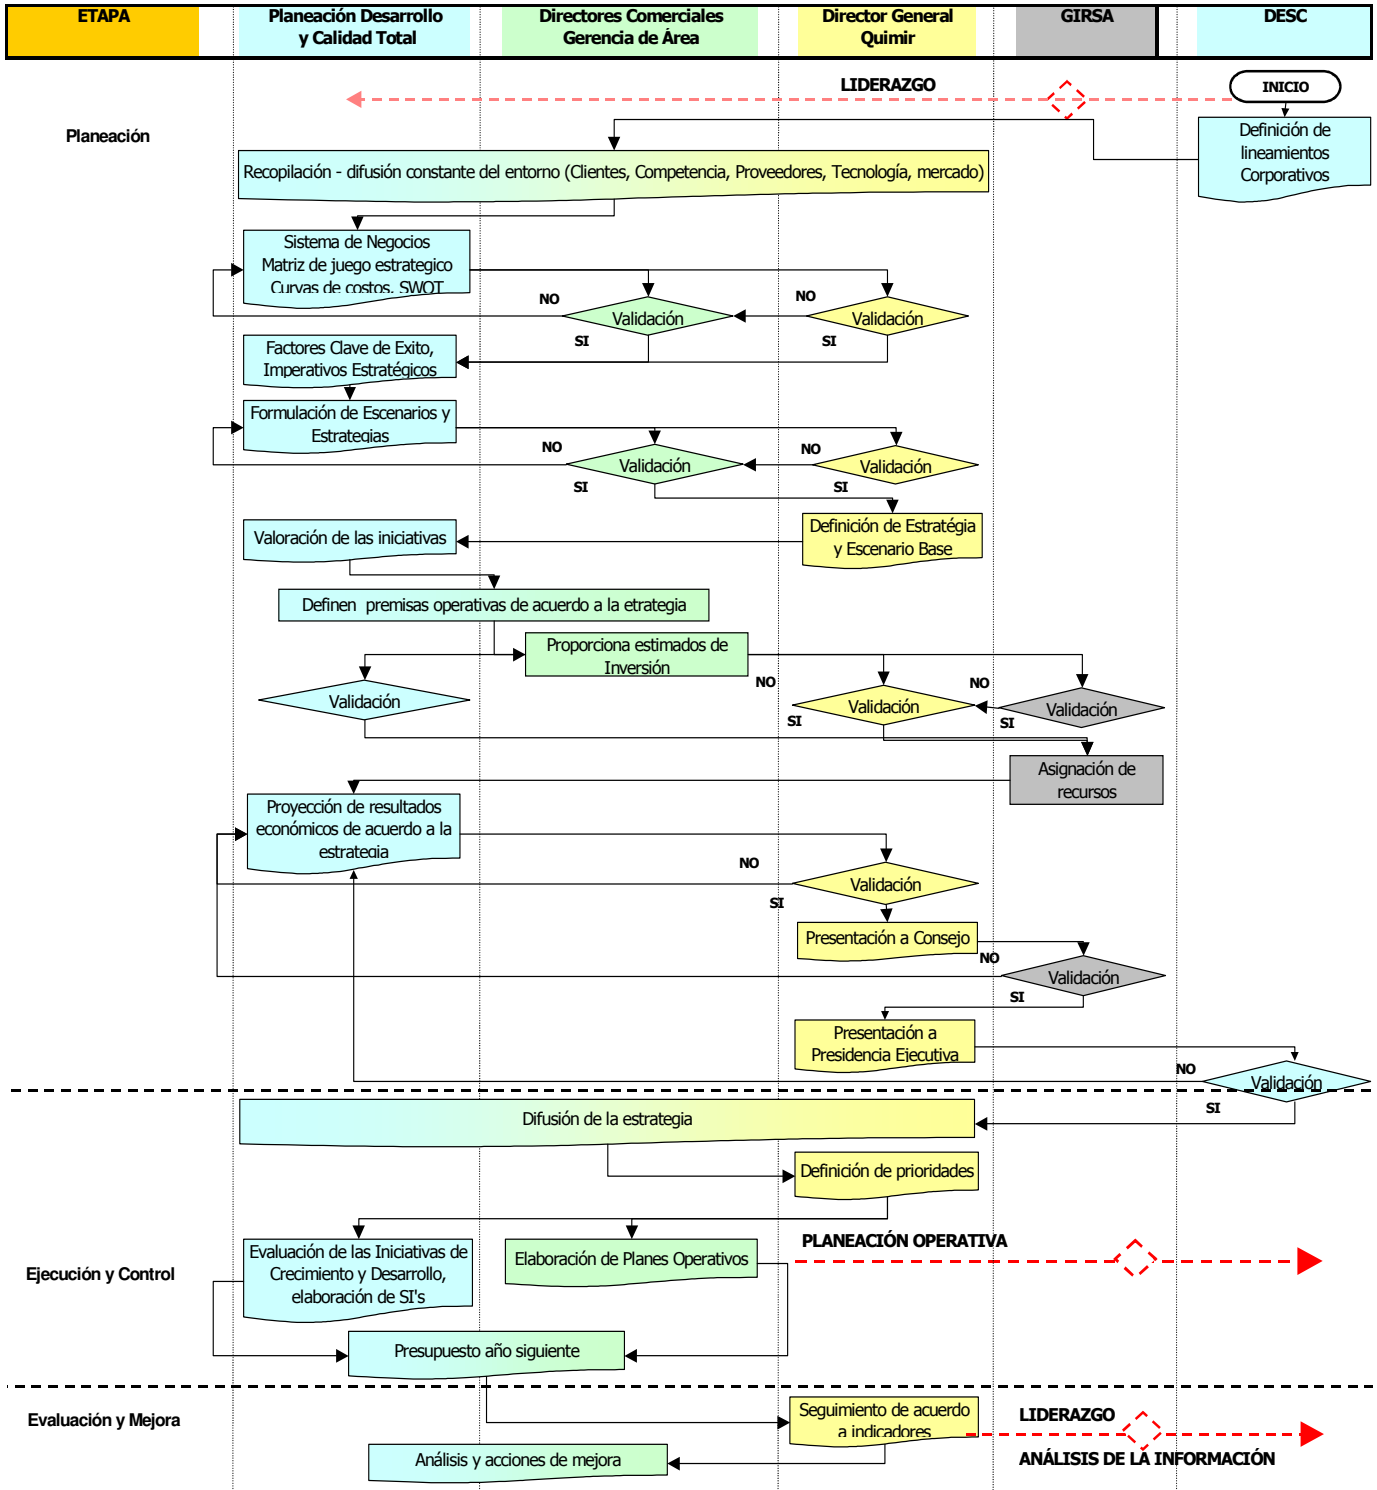 ETAPA
Planeación Desarrollo
y Calidad Total
Directores Comerciales
Gerencia de Área
Director General
Quimir
GIRSA
DESC
LIDERAZGO
INICIO
Planeación
Definición de
lineamientos
Corporativos
Recopilación - difusión constante del entorno (Clientes, Competencia, Proveedores, Tecnología, mercado)
Sistema de Negocios
Matriz de juego estrategico
Curvas de costos, SWOT
NO
Validación
SI
NO
Validación
SI
Factores Clave de Exito,
Imperativos Estratégicos
Formulación de Escenarios y
Estrategias
NO
Validación
SI
NO
Validación
SI
Definición de Estratégia
y Escenario Base
Valoración de las iniciativas
Definen premisas operativas de acuerdo a la etrategia
Proporciona estimados de
Inversión
Validación
NO
Validación
SI
NO
Validación
SI
Asignación de
recursos
Proyección de resultados
económicos de acuerdo a la
estrategia
NO
Validación
SI
Presentación a Consejo
NO
Validación
SI
Presentación a
Presidencia Ejecutiva
NO
Validación
SI
Difusión de la estrategia
Definición de prioridades
Ejecución y Control
Evaluación de las Iniciativas de
Crecimiento y Desarrollo,
elaboración de SI's
Elaboración de Planes Operativos
PLANEACIÓN OPERATIVA
Presupuesto año siguiente
Evaluación y Mejora
Seguimiento de acuerdo
a indicadores
LIDERAZGO
ANÁLISIS DE LA INFORMACIÓN
Análisis y acciones de mejora